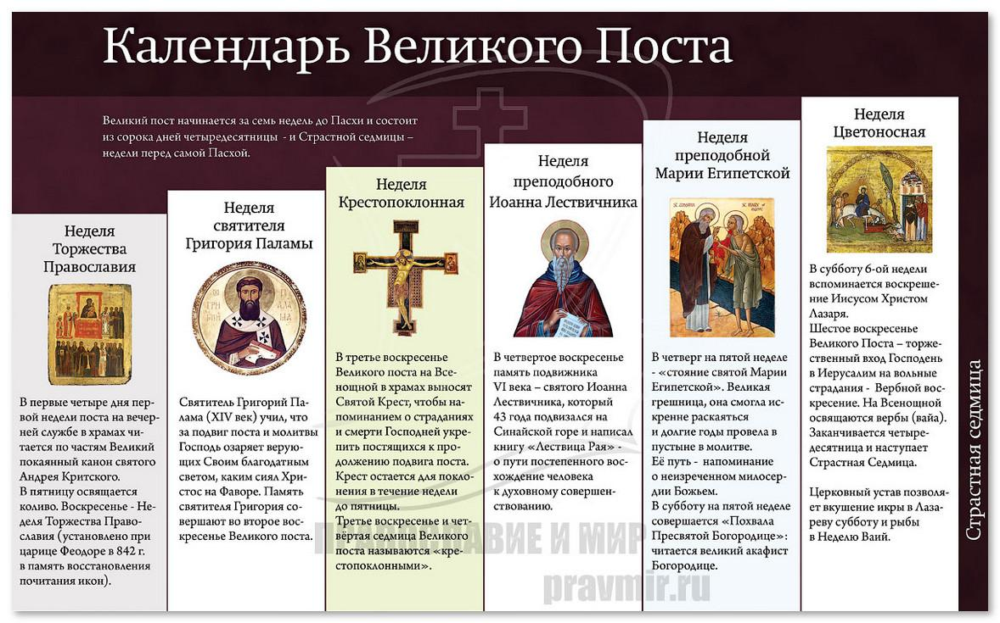 Календарь Великого Поста
Великий пост начинается за семь недель до Пасхи и состоит
из сорока дней четыредесятницы - и Страстной седмицы –
недели перед самой Пасхой.
Неделя
Торжества
Православия
В первые четыре дня пер-
вой недели поста на вечер-
ней службе в храмах чи-
тается по частям Великий
покаянный канон святого
Андрея Критского.
В пятницу освящается
коливо. Воскресенье - Не-
деля Торжества Право-
славия (установлено при
царице Феодоре в 842 г.
в память восстановления
почитания икон).
Неделя
святителя
Григория Паламы
Святитель Григорий Па-
лама (XIV век) учил, что
за подвиг поста и молитвы
Господь озаряет верую-
щих Своим благодатным
светом, каким сиял Хри-
стос на Фаворе. Память
святителя Григория со-
вершают во второе вос-
кресенье Великого поста.
Неделя
Крестопоклонная
В третье воскресенье
Великого поста на Все-
нощной в храмах выносят
Святой Крест, чтобы на-
поминанием о страданиях
и смерти Господней укре-
пить постящихся к про-
должению подвига поста.
Крест остается для покло-
нения в течение недели
до пятницы.
Третье воскресенье и чет-
вёртая седмица Великого
поста называются «кре-
стопоклонными».
Неделя
преподобного
Иоанна Лествичника
В четвертое воскресенье
память подвижника
VI века – святого Иоанна
Лествичника, который
43 года подвизался на
Синайской горе и написал
книгу «Лествица Рая» -
о пути постепенного вос-
хождение человека
к духовному совершен-
ствованию.
Неделя
преподобной
Марии Египетской
В четверг на пятой неделе
- «стояние святой Марии
Египетской». Великая
грешница, она смогла ис-
кренне раскаяться
и долгие годы провела в
пустыне в молитве.
Её путь - напоминание
о неизреченном милосер-
дии Божьем.
В субботу на пятой неделе
совершается «Похвала
Пресвятой Богородице»:
читается великий акафист
Богородице.
Неделя
Цветоносная
В субботу 6-ой недели
вспоминается воскреше-
ние Иисусом Христом
Лазаря.
Шестое воскресенье
Великого Поста – торже-
ственный вход Господень
в Иерусалим на вольные
страдания - Вербной вос-
кресение. На Всенощной
освящаются вербы (вайа).
Заканчивается четыре-
десятница и наступает
Страстная Седмица.
Церковный устав позволя-
ет вкушение икры в Лаза-
реву субботу и рыбы
в Неделю Ваий.
Страстная седмица
ПРАВОСЛАВИЕ И МИР
pravmir.ru